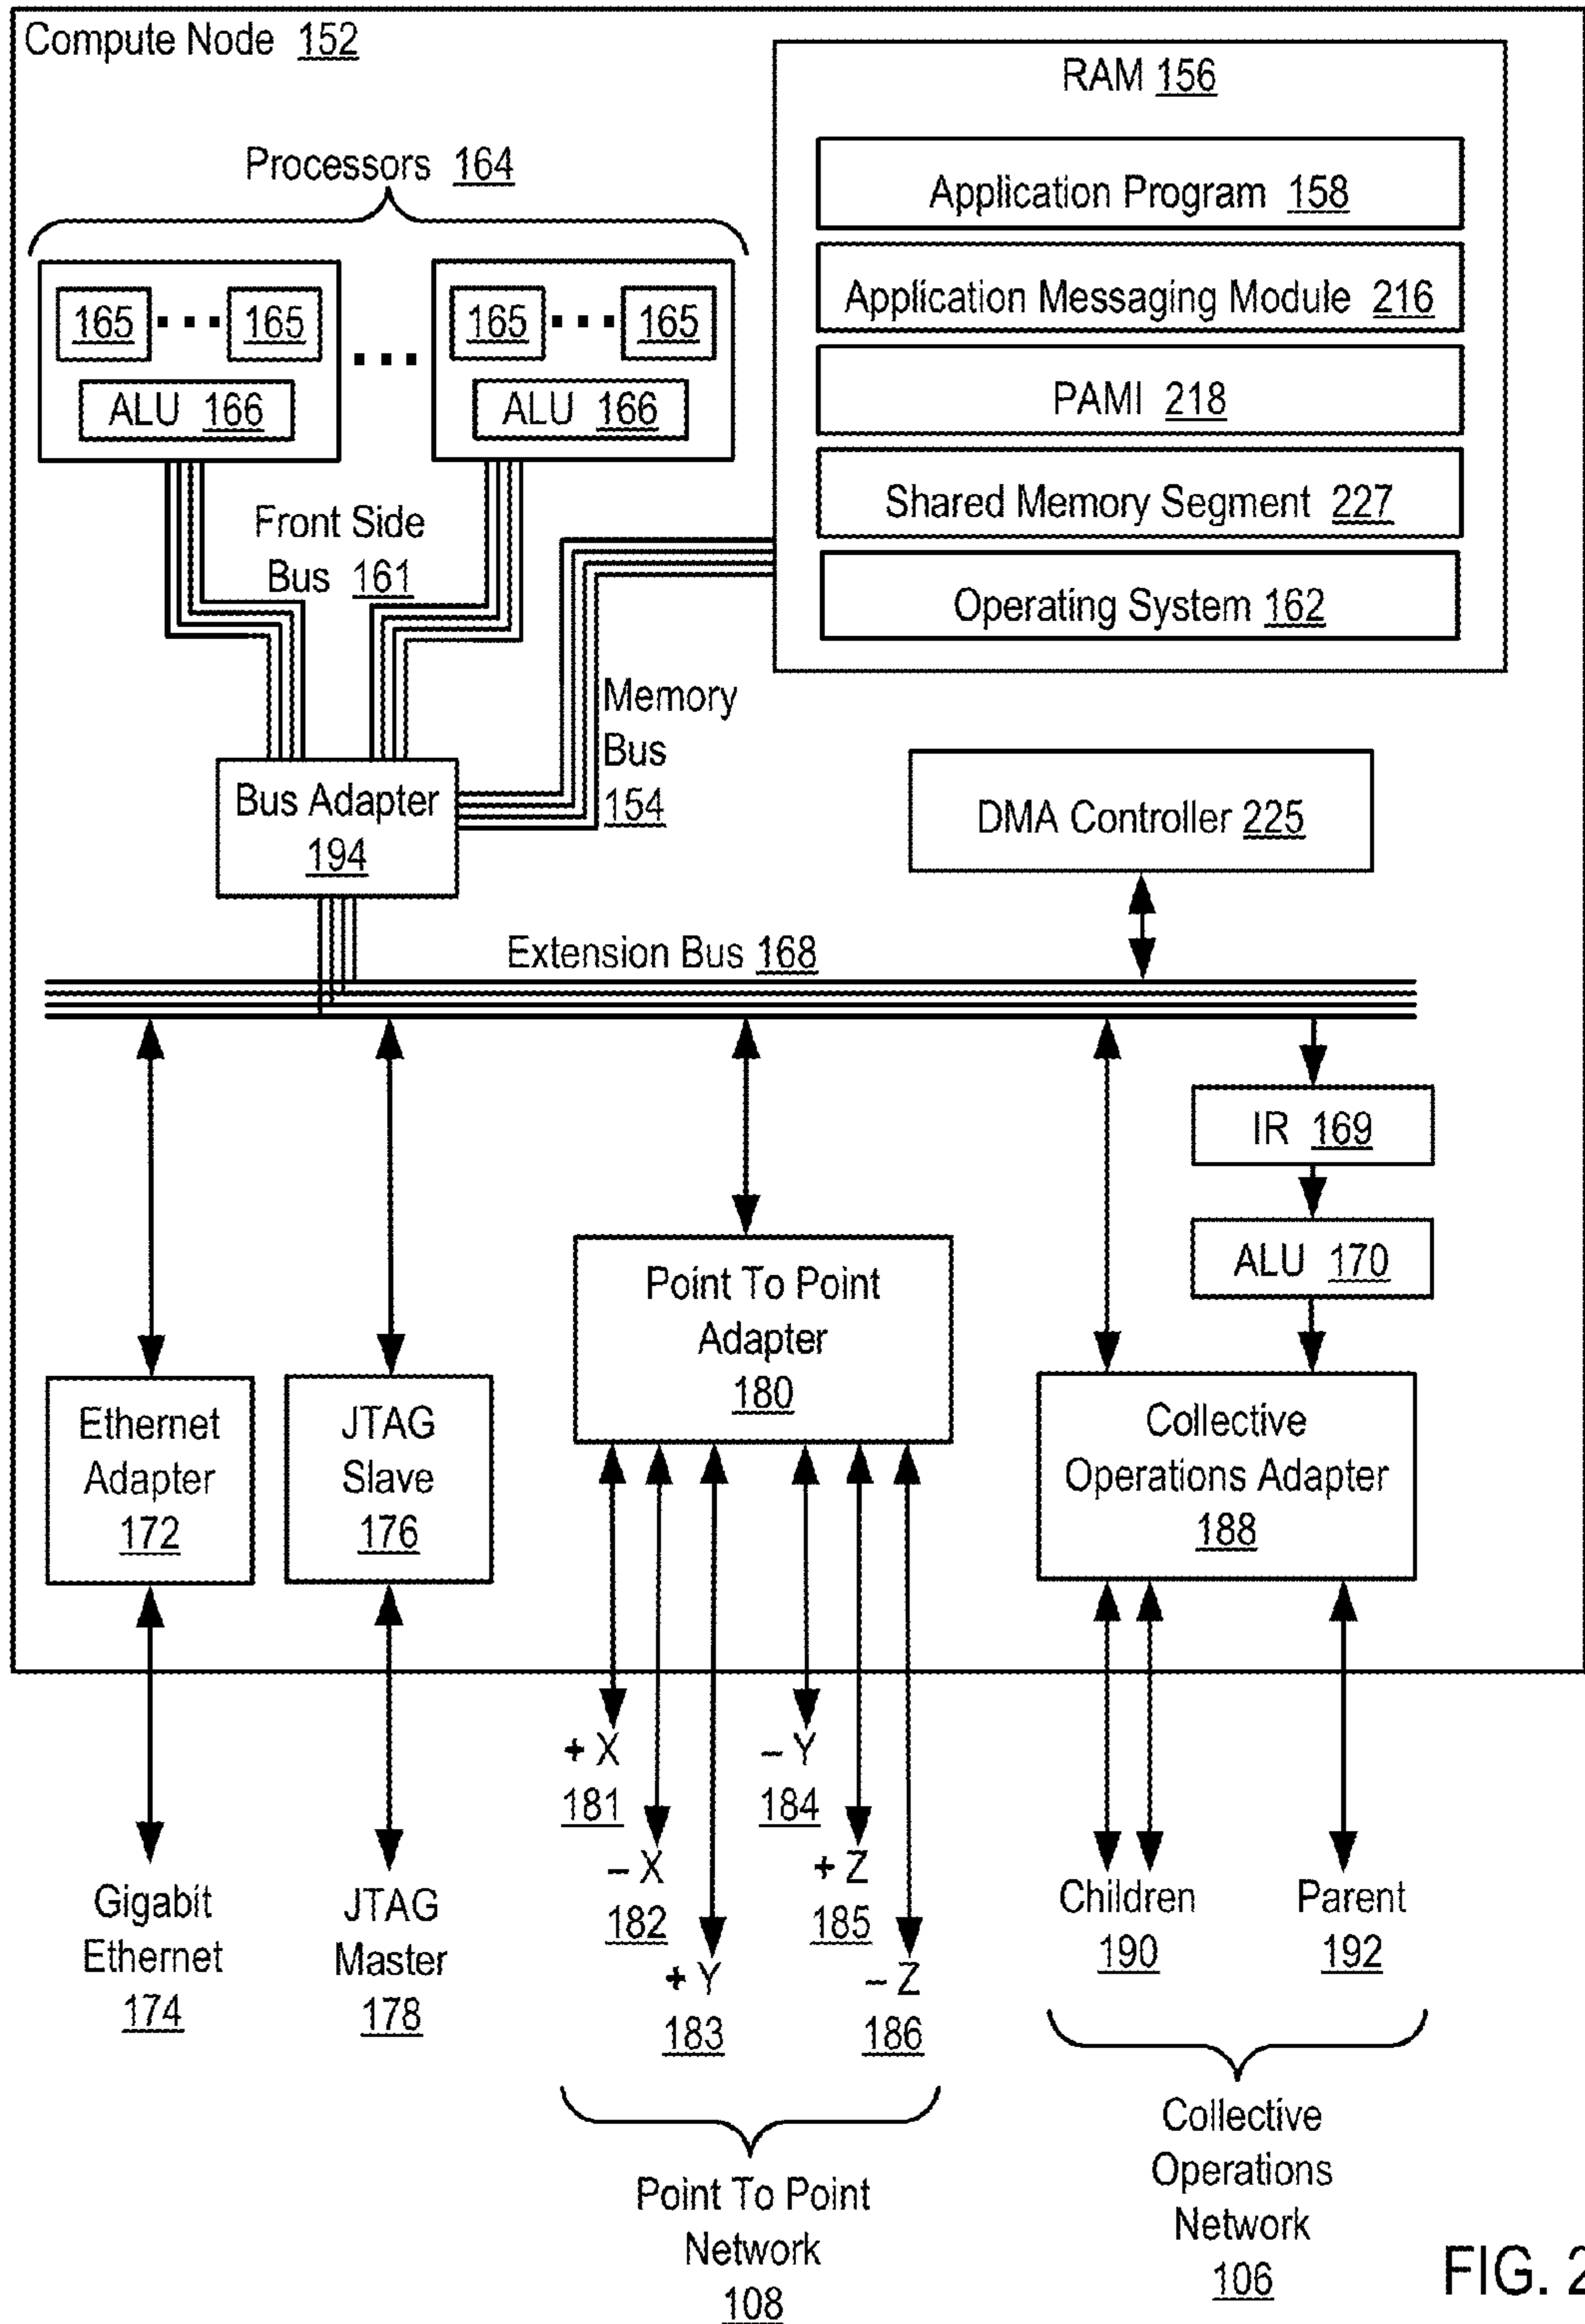 Compute Node 152
RAM 156
Application Program 158
Application Messaging Module 216
PAMI 218
Shared Memory Segment 227
Operating System 162
Processors 164
165 ... 165
ALU 166
...
165 ... 165
ALU 166
Front Side
Bus 161
Memory
Bus
154
Bus Adapter
194
DMA Controller 225
Extension Bus 168
IR 169
ALU 170
Point To Point
Adapter
180
Ethernet
Adapter
172
JTAG
Slave
176
Collective
Operations Adapter
188
+ X
181
– X
182
+ Y
183
– Y
184
+ Z
185
– Z
186
Gigabit
Ethernet
174
JTAG
Master
178
Children
190
Parent
192
Point To Point
Network
108
Collective
Operations
Network
106
FIG. 2